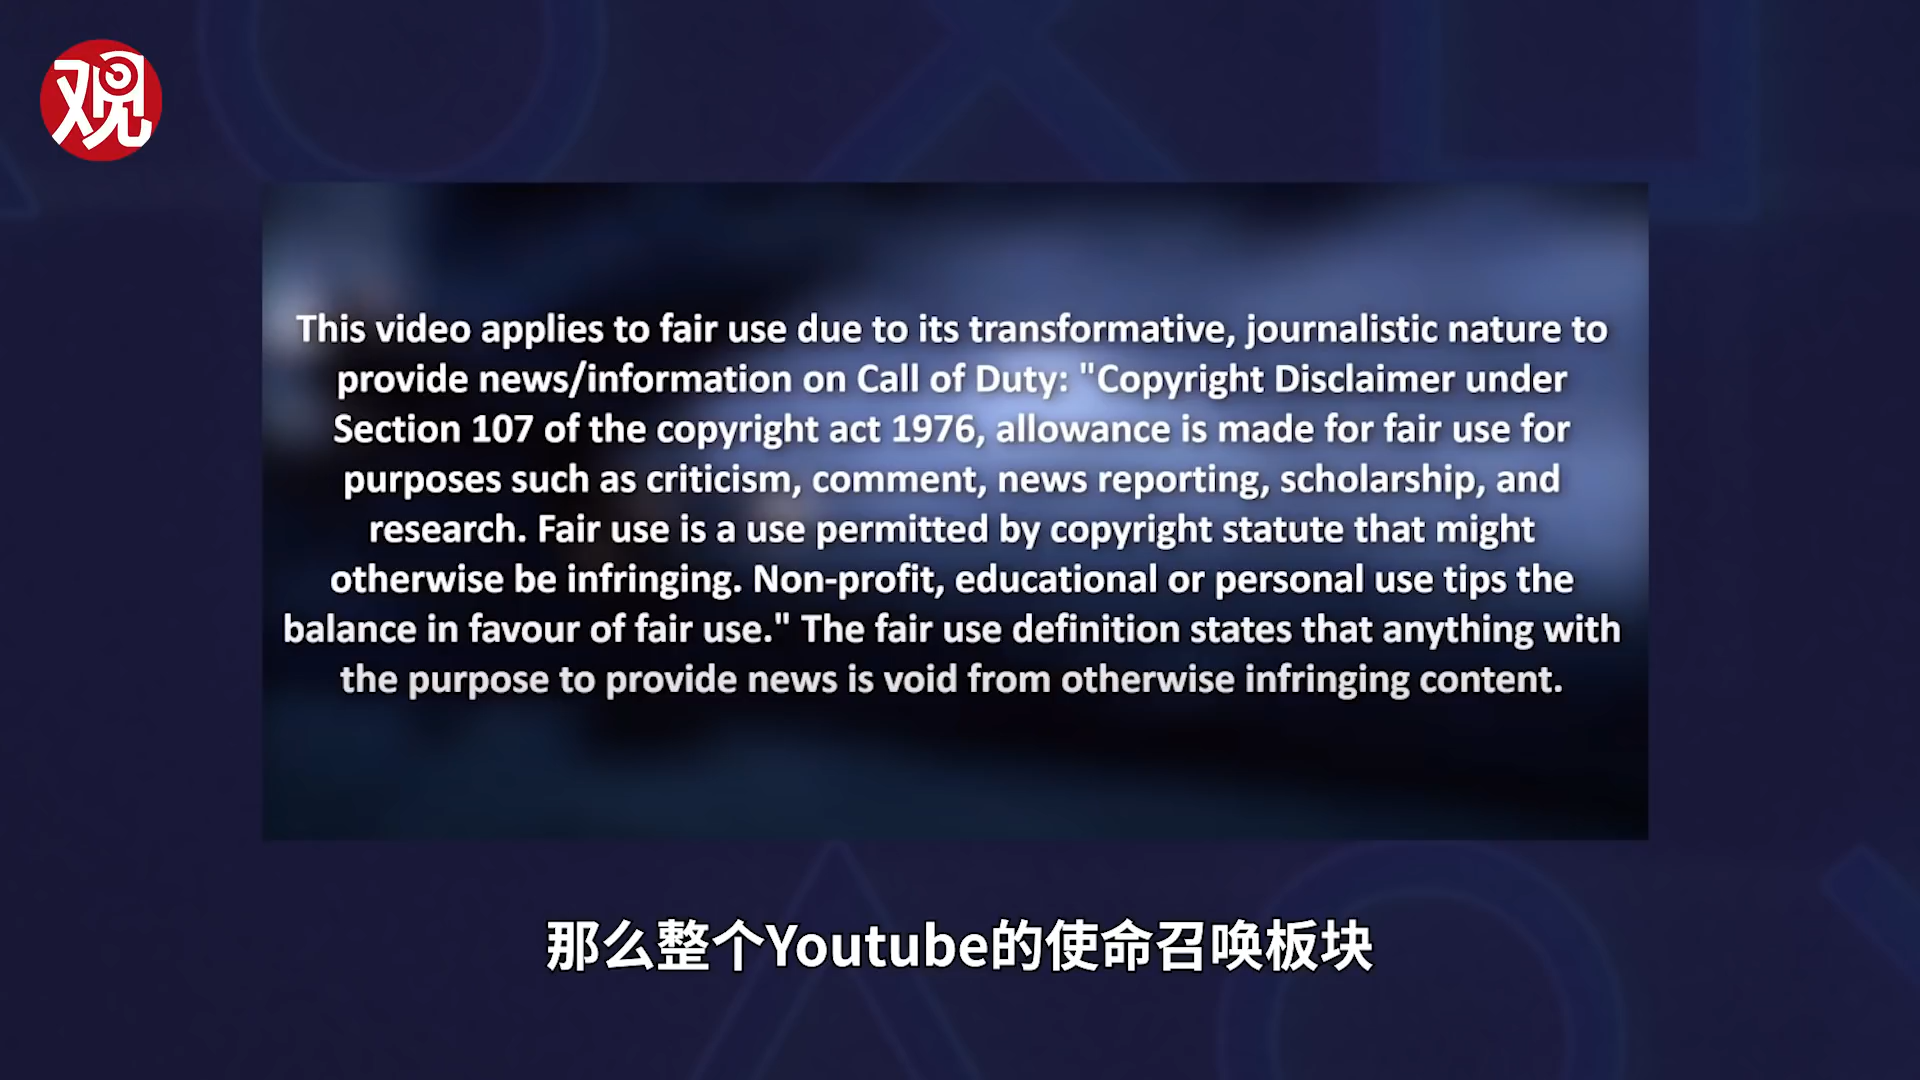 观
This video applies to fair use due to its transformative, journalistic nature to
provide news/information on Call of Duty: "Copyright Disclaimer under
Section 107 of the copyright act 1976, allowance is made for fair use for
purposes such as criticism, comment, news reporting, scholarship, and
research. Fair use is a use permitted by copyright statute that might
otherwise be infringing. Non-profit, educational or personal use tips the
balance in favour of fair use." The fair use definition states that anything with
the purpose to provide news is void from otherwise infringing content.
那么整个Youtube的使命召唤板块